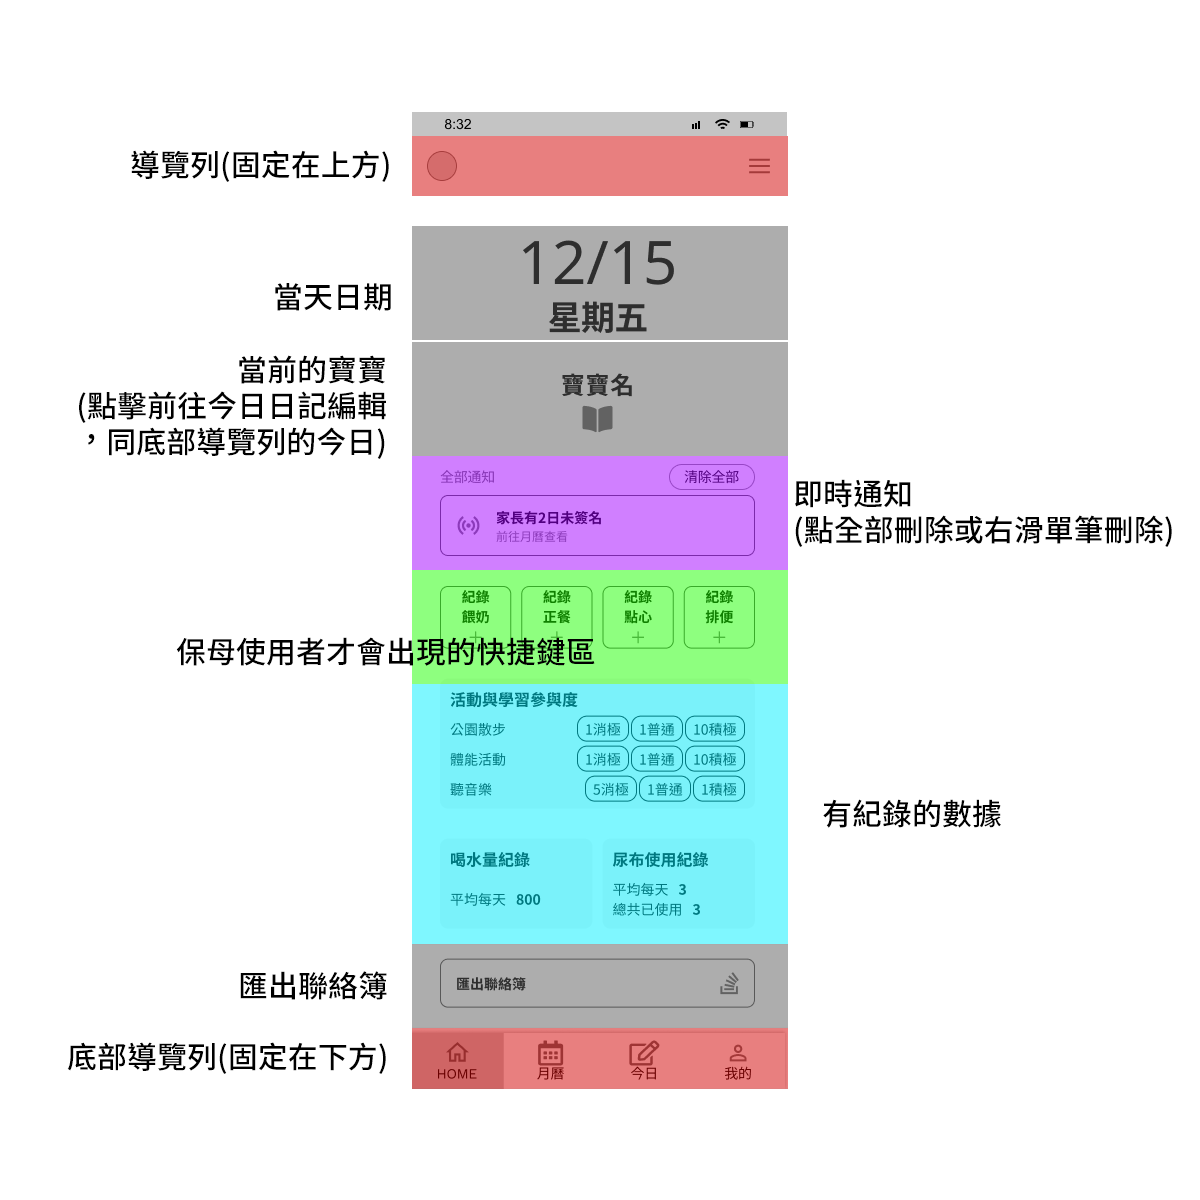 8:32
導覽列(固定在上方)
12/15
星期五
當天日期
當前的寶寶
(點擊前往今日日記編輯
，同底部導覽列的今日)
寶寶名
全部通知
清除全部
家長有2日未簽名
前往月曆查看
即時通知
(點全部刪除或右滑單筆刪除)
紀錄 紀錄 紀錄 紀錄
餵奶 正餐 點心 排便
保母使用者才會出現的快捷鍵區
活動與學習參與度
公園散步 1消極 1普通 10積極
體能活動 1消極 1普通 10積極
聽音樂 5消極 1普通 1積極
有紀錄的數據
喝水量紀錄
平均每天 800
尿布使用紀錄
平均每天 3
總共已使用 3
匯出聯絡簿
匯出聯絡簿
底部導覽列(固定在下方)
HOME 月曆 今日 我的